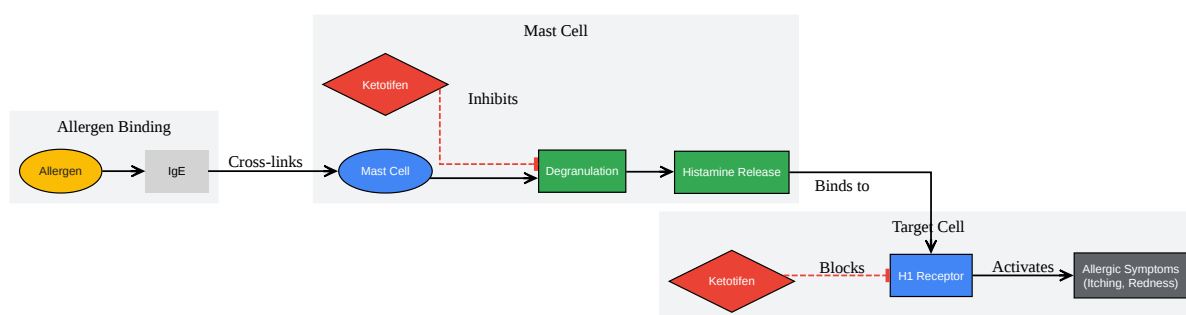 Mast Cell
Ketotifen
Inhibits
Allergen Binding
Allergen
IgE
Cross-links
Mast Cell
Degranulation
Histamine Release
Binds to
Target Cell
Ketotifen
Blocks
H1 Receptor
Activates
Allergic Symptoms
(Itching, Redness)